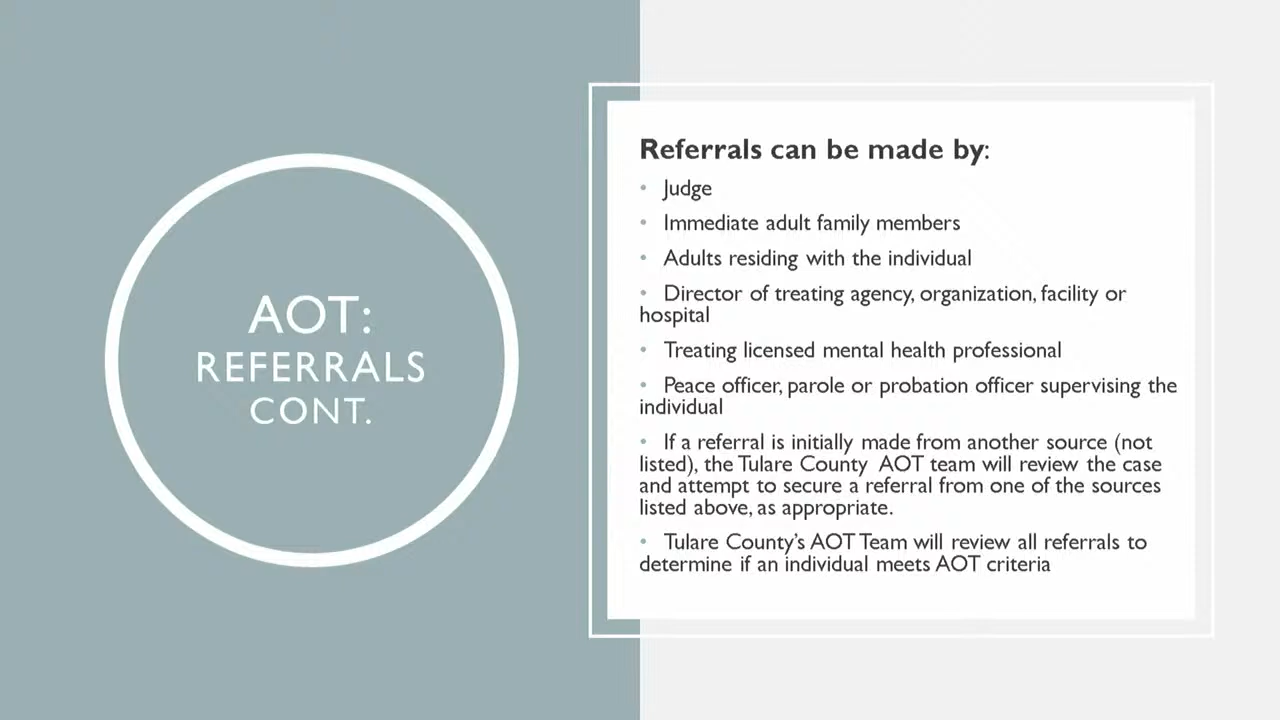 AOT:
REFERRALS
CONT.
Referrals can be made by:
• Judge
• Immediate adult family members
• Adults residing with the individual
• Director of treating agency, organization, facility or
hospital
• Treating licensed mental health professional
• Peace officer, parole or probation officer supervising the
individual
• If a referral is initially made from another source (not
listed), the Tulare County AOT team will review the case
and attempt to secure a referral from one of the sources
listed above, as appropriate.
• Tulare County's AOT Team will review all referrals to
determine if an individual meets AOT criteria